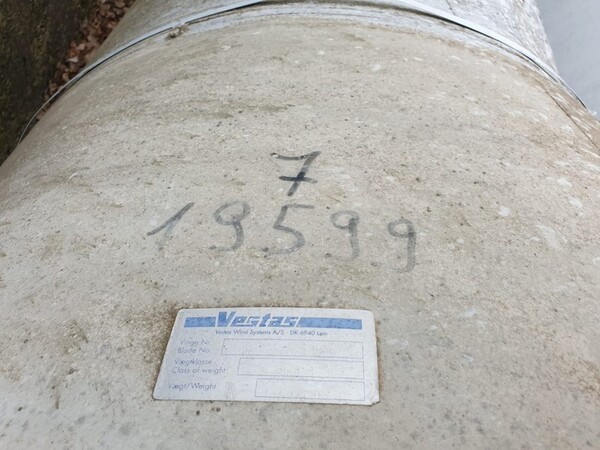 7
19599
Vestas
Vestas Wind Systems A/S - DK 6940 Lem
Vinge Nr.
Blade No.
Vægtklasse
Class of weight
Vægt/Weight